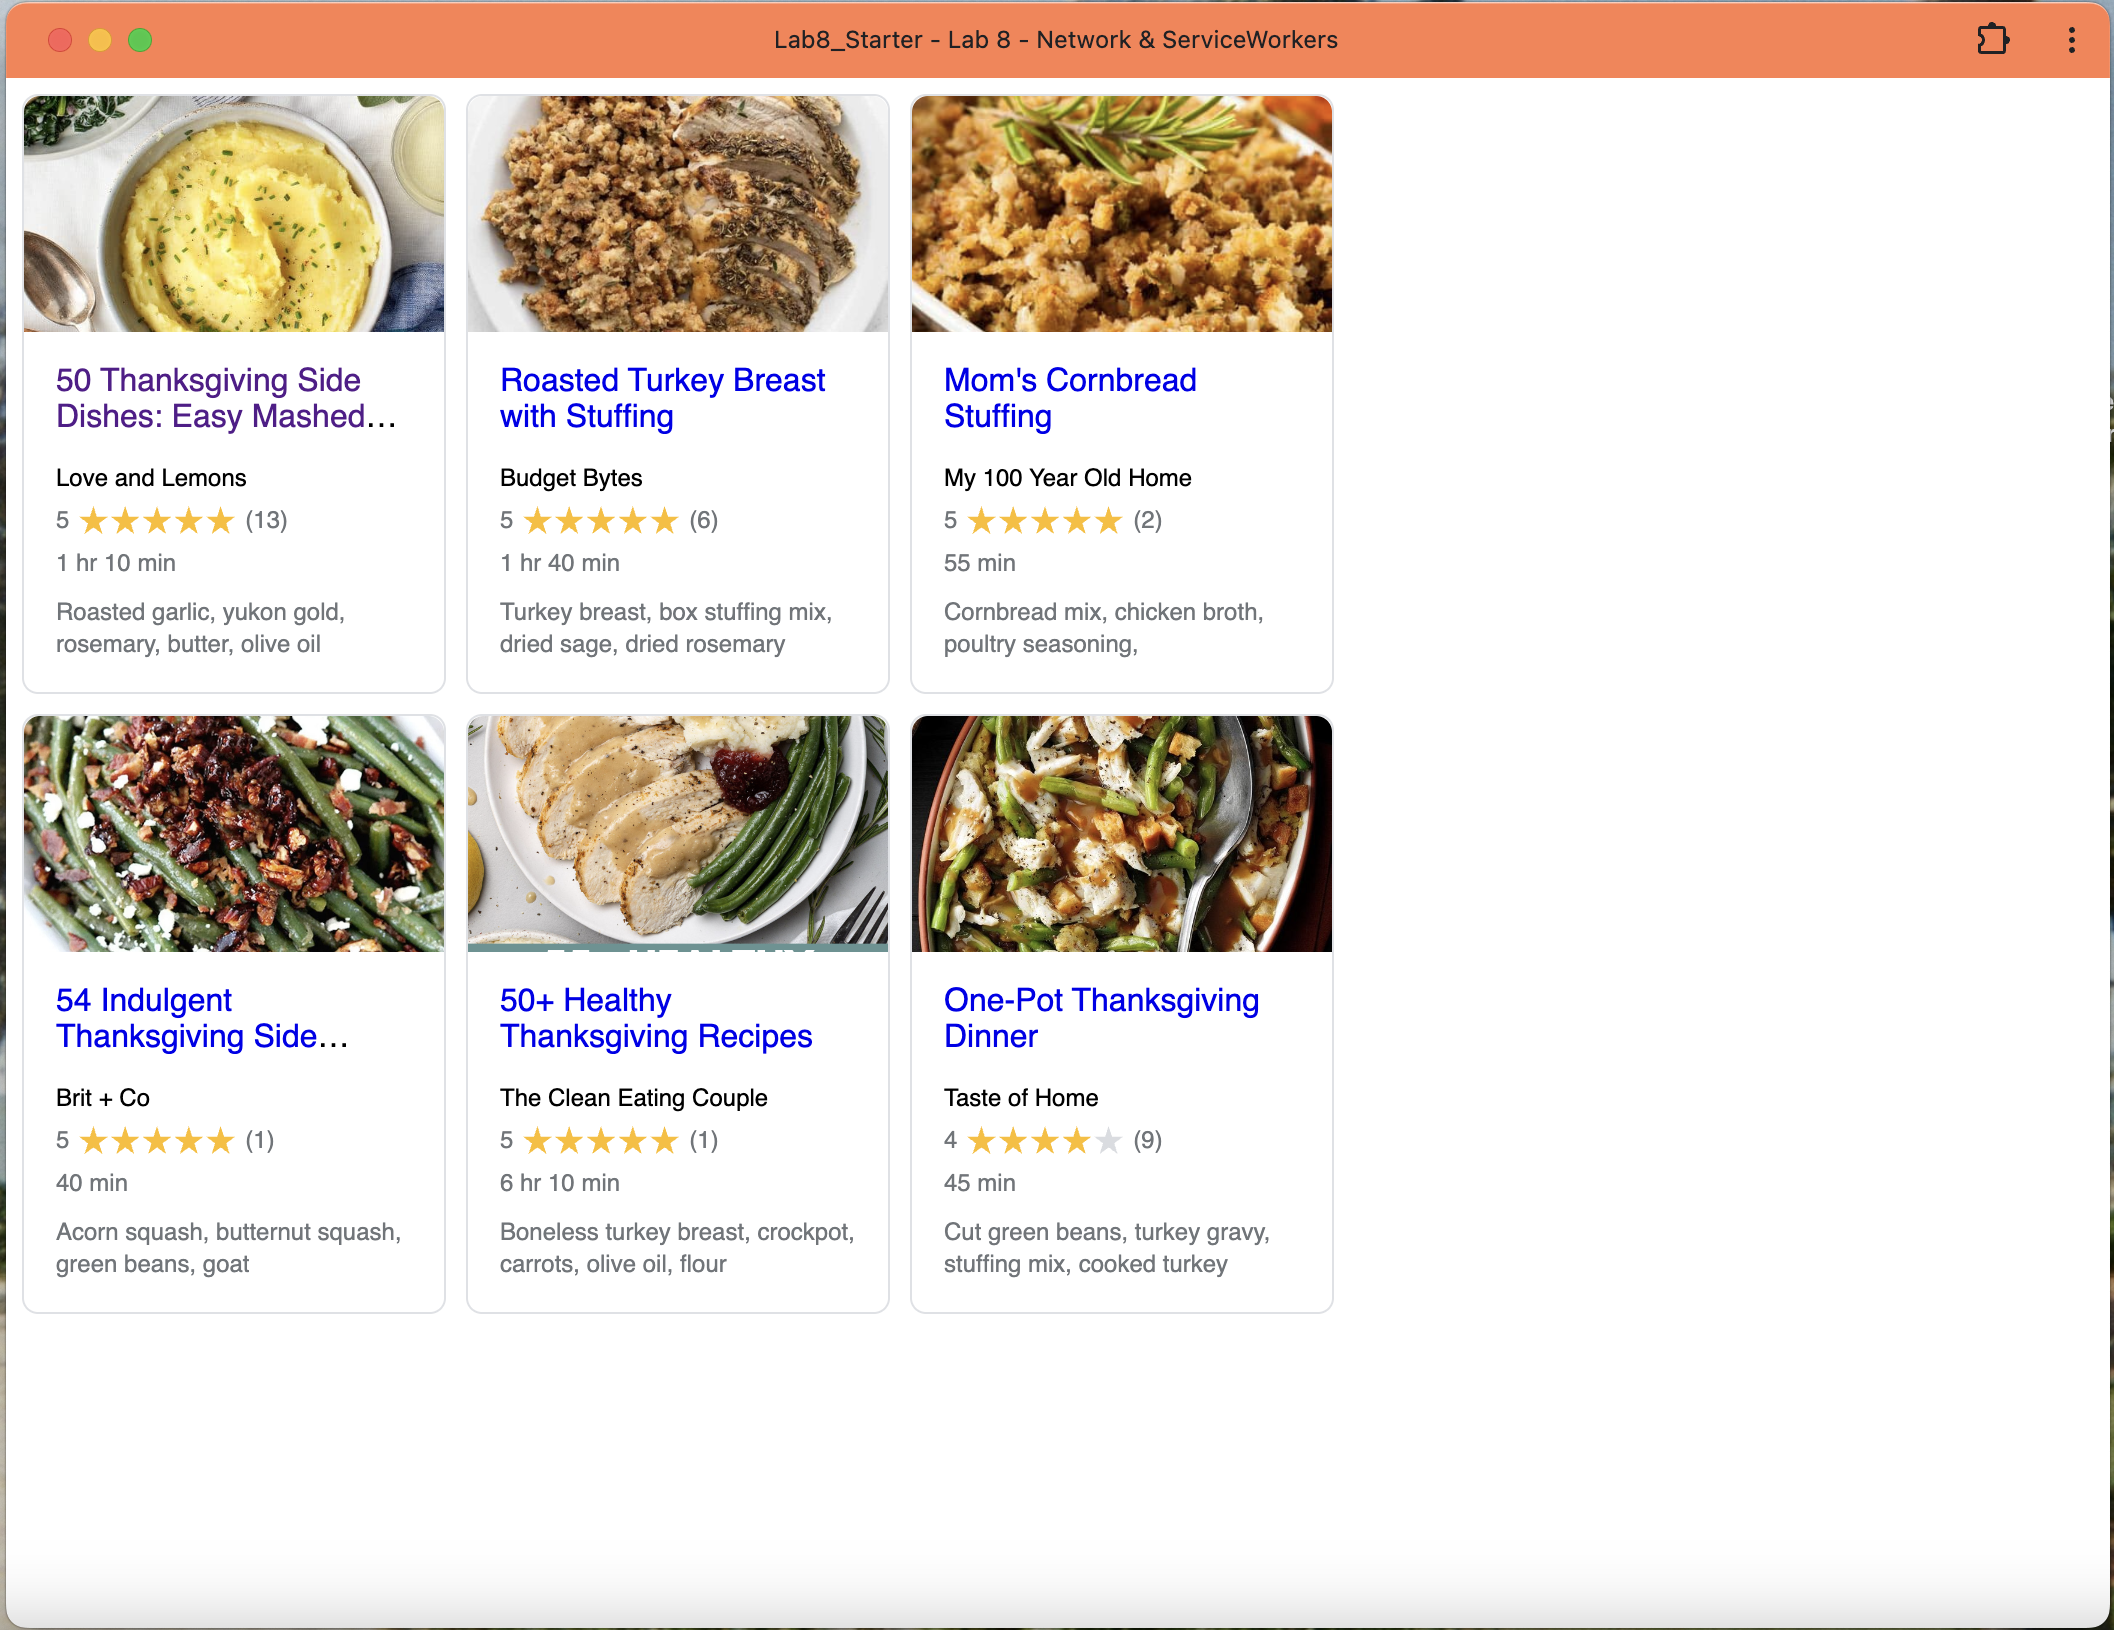 Lab8_Starter - Lab 8 - Network & ServiceWorkers
50 Thanksgiving Side
Dishes: Easy Mashed...
Love and Lemons
5 ★★★★★ (13)
1 hr 10 min
Roasted garlic, yukon gold,
rosemary, butter, olive oil
Roasted Turkey Breast
with Stuffing
Budget Bytes
5 ★★★★★ (6)
1 hr 40 min
Turkey breast, box stuffing mix,
dried sage, dried rosemary
Mom's Cornbread
Stuffing
My 100 Year Old Home
5 ★★★★★ (2)
55 min
Cornbread mix, chicken broth,
poultry seasoning,
54 Indulgent
Thanksgiving Side...
Brit + Co
5 ★★★★★ (1)
40 min
Acorn squash, butternut squash,
green beans, goat
50+ Healthy
Thanksgiving Recipes
The Clean Eating Couple
5 ★★★★★ (1)
6 hr 10 min
Boneless turkey breast, crockpot,
carrots, olive oil, flour
One-Pot Thanksgiving
Dinner
Taste of Home
4 ★★★★★ (9)
45 min
Cut green beans, turkey gravy,
stuffing mix, cooked turkey